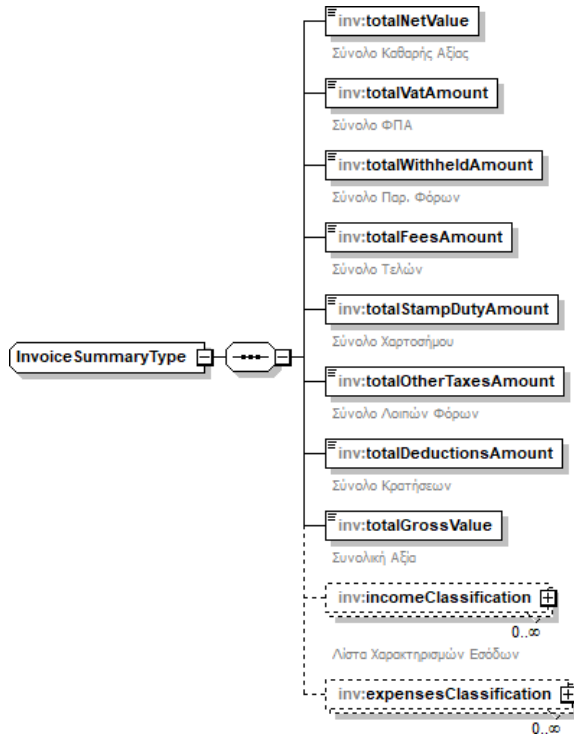 inv:totalNetValue
Σύνολο Καθαρής Αξίας
inv:totalVatAmount
Σύνολο ΦΠΑ
inv:totalWithheldAmount
Σύνολο Παρ. Φόρων
inv:totalFeesAmount
Σύνολο Τελών
inv:totalStampDutyAmount
Σύνολο Χαρτοσήμου
InvoiceSummaryType
inv:totalOtherTaxesAmount
Σύνολο Λοιπών Φόρων
inv:totalDeductionsAmount
Σύνολο Κρατήσεων
inv:totalGrossValue
Συνολική Αξία
inv:incomeClassification
0..∞
Λίστα Χαρακτηρισμών Εσόδων
inv:expensesClassification
0..∞